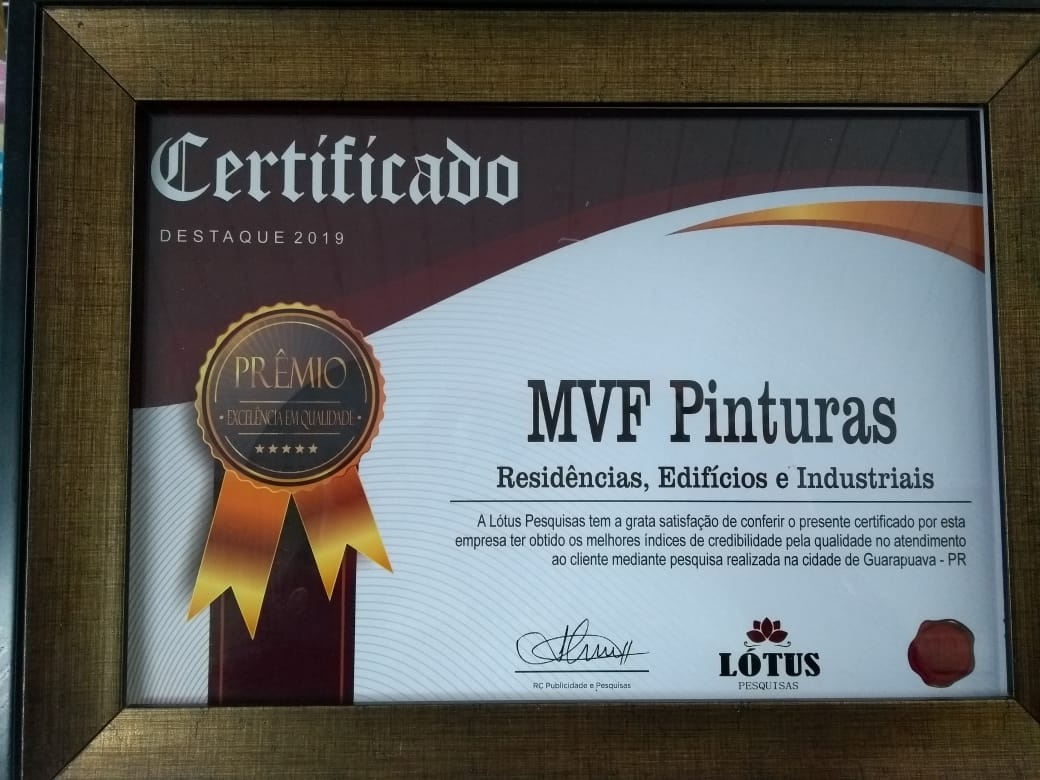 Certificado
DESTAQUE 2019
PRÊMIO
• EXCELÊNCIA EM QUALIDADE •
MVF Pinturas
Residências, Edifícios e Industriais
A Lótus Pesquisas tem a grata satisfação de conferir o presente certificado por esta
empresa ter obtido os melhores índices de credibilidade pela qualidade no atendimento
ao cliente mediante pesquisa realizada na cidade de Guarapuava - PR
RC Publicidade e Pesquisas
LÓTUS
PESQUISAS